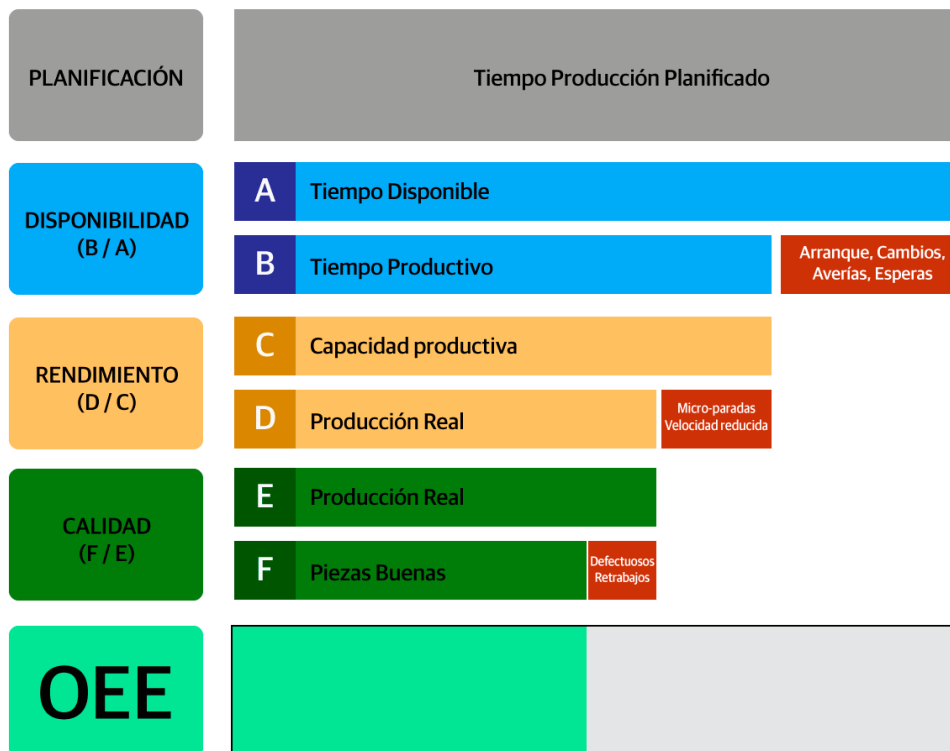 PLANIFICACIÓN
Tiempo Producción Planificado
DISPONIBILIDAD
(B / A)
A
Tiempo Disponible
B
Tiempo Productivo
Arranque, Cambios,
Averías, Esperas
RENDIMIENTO
(D / C)
C
Capacidad productiva
D
Producción Real
Micro-paradas
Velocidad reducida
CALIDAD
(F / E)
E
Producción Real
F
Piezas Buenas
Defectuosos
Retrabajos
OEE